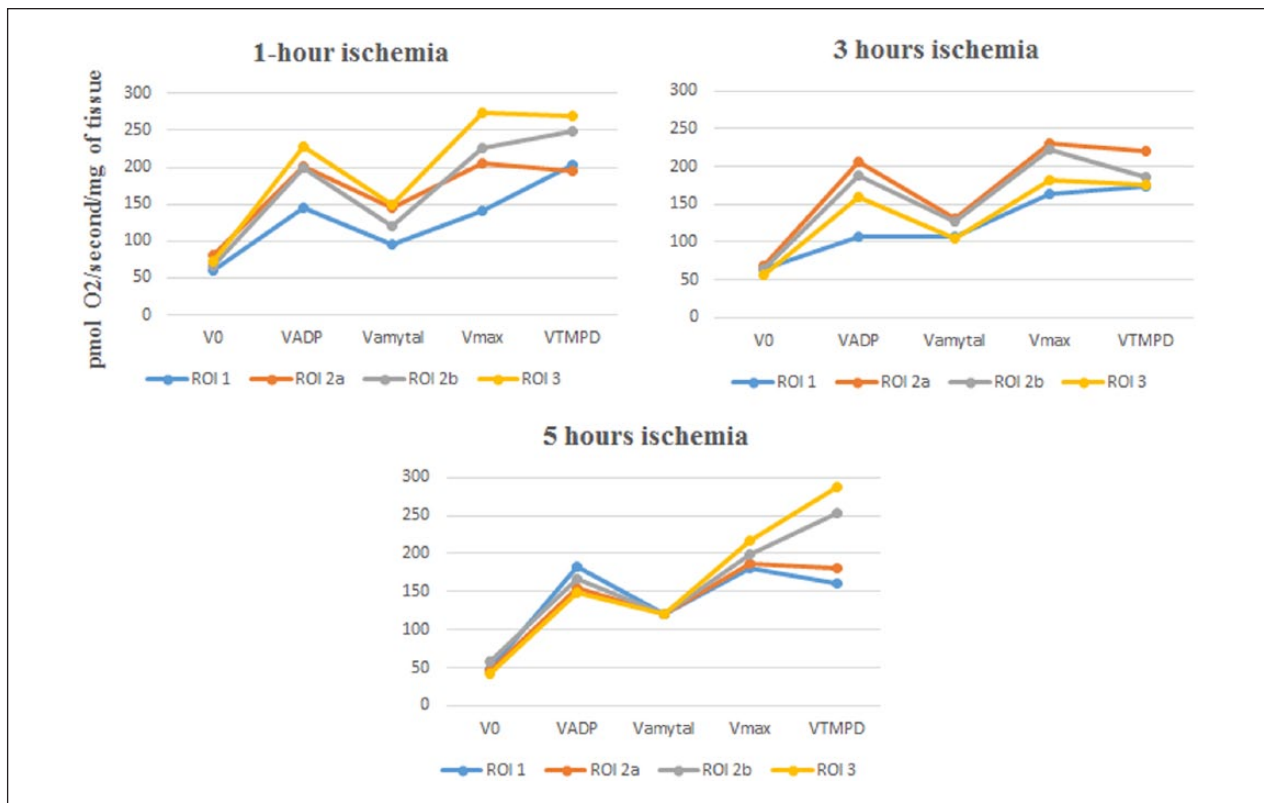 1-hour ischemia
pmol O2/second/mg of tissue
300
250
200
150
100
50
0
V0 VADP Vamytal Vmax VTMPD
ROI 1 ROI 2a ROI 2b ROI 3
3 hours ischemia
300
250
200
150
100
50
0
V0 VADP Vamytal Vmax VTMPD
ROI 1 ROI 2a ROI 2b ROI 3
5 hours ischemia
300
250
200
150
100
50
0
V0 VADP Vamytal Vmax VTMPD
ROI 1 ROI 2a ROI 2b ROI 3